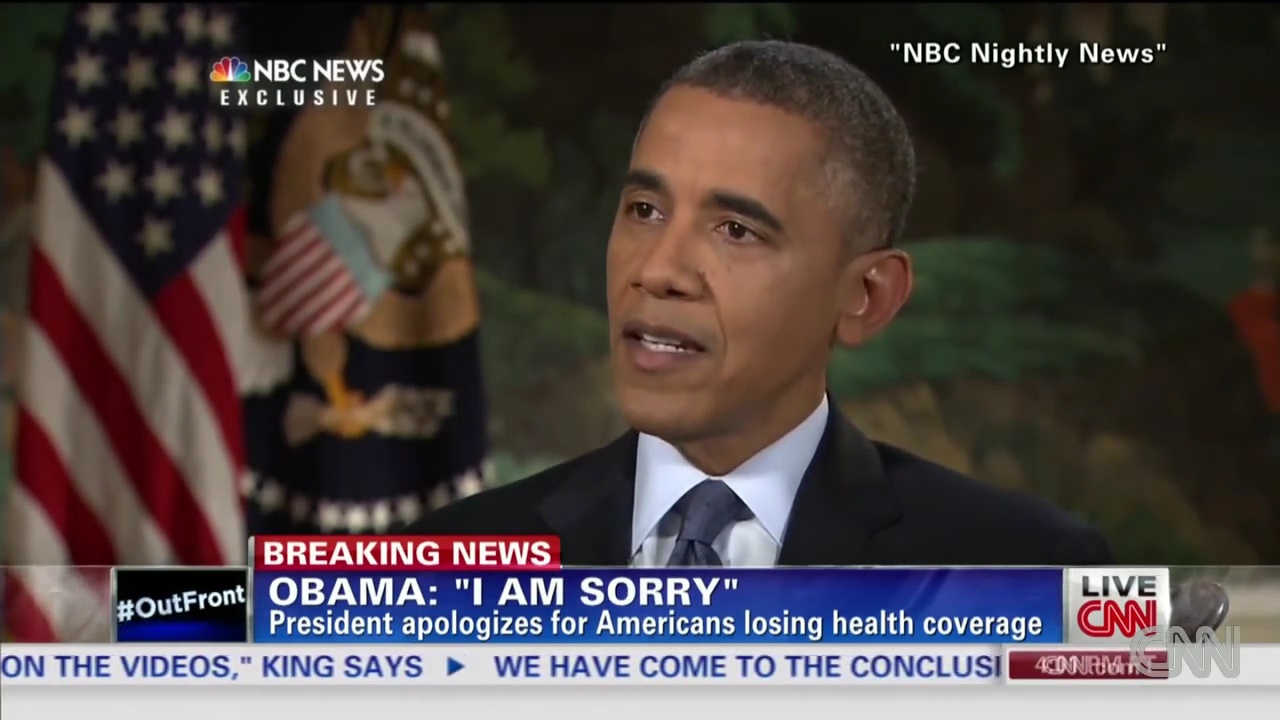 NBC NEWS
EXCLUSIVE
"NBC Nightly News"
BREAKING NEWS
#OutFront
OBAMA: "I AM SORRY"
President apologizes for Americans losing health coverage
LIVE
CNN
ON THE VIDEOS," KING SAYS ▶ WE HAVE COME TO THE CONCLUSI
CNN